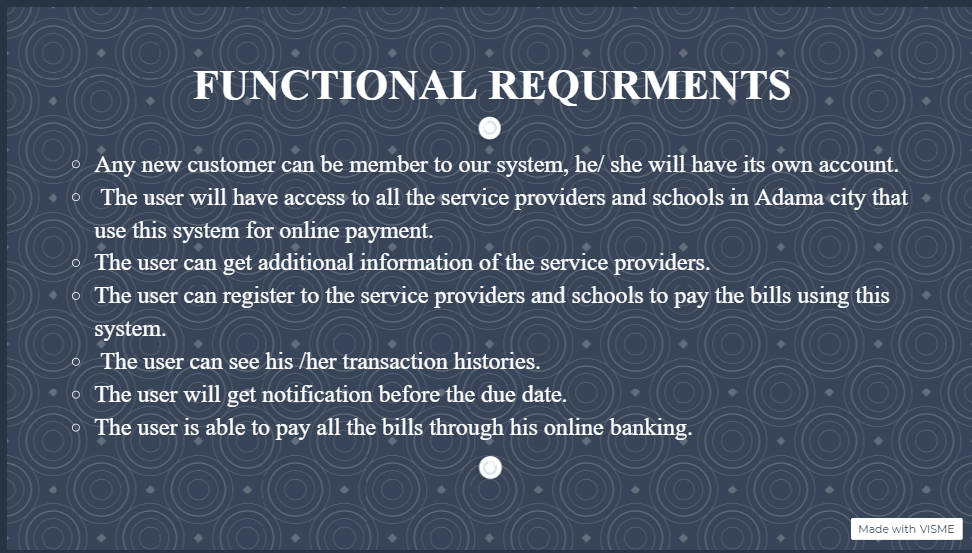 FUNCTIONAL REQURMENTS
Any new customer can be member to our system, he/ she will have its own account.
The user will have access to all the service providers and schools in Adama city that
use this system for online payment.
The user can get additional information of the service providers.
The user can register to the service providers and schools to pay the bills using this
system.
The user can see his /her transaction histories.
The user will get notification before the due date.
The user is able to pay all the bills through his online banking.
Made with VISME